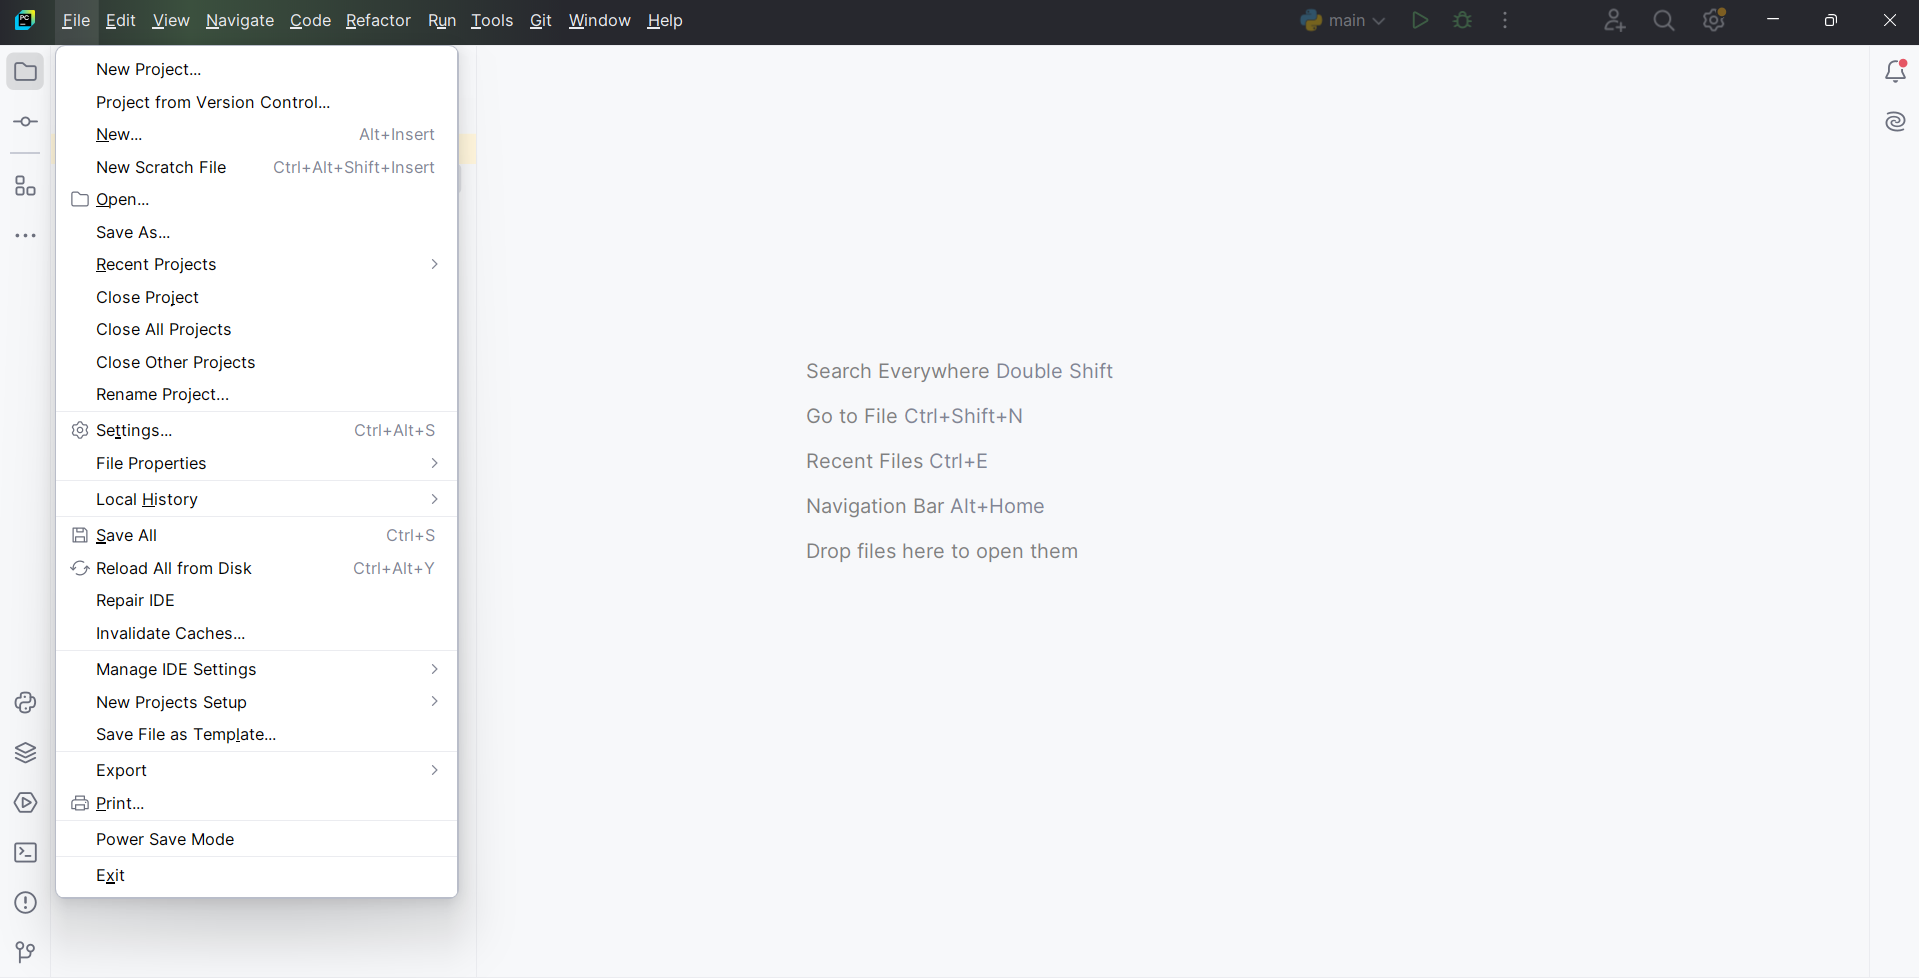 PC File Edit View Navigate Code Refactor Run Tools Git Window Help main
New Project...
Project from Version Control...
New... Alt+Insert
New Scratch File Ctrl+Alt+Shift+Insert
Open...
Save As...
Recent Projects
Close Project
Close All Projects
Close Other Projects
Rename Project...
Settings... Ctrl+Alt+S
File Properties
Local History
Save All Ctrl+S
Reload All from Disk Ctrl+Alt+Y
Repair IDE
Invalidate Caches...
Manage IDE Settings
New Projects Setup
Save File as Template...
Export
Print...
Power Save Mode
Exit
Search Everywhere Double Shift
Go to File Ctrl+Shift+N
Recent Files Ctrl+E
Navigation Bar Alt+Home
Drop files here to open them